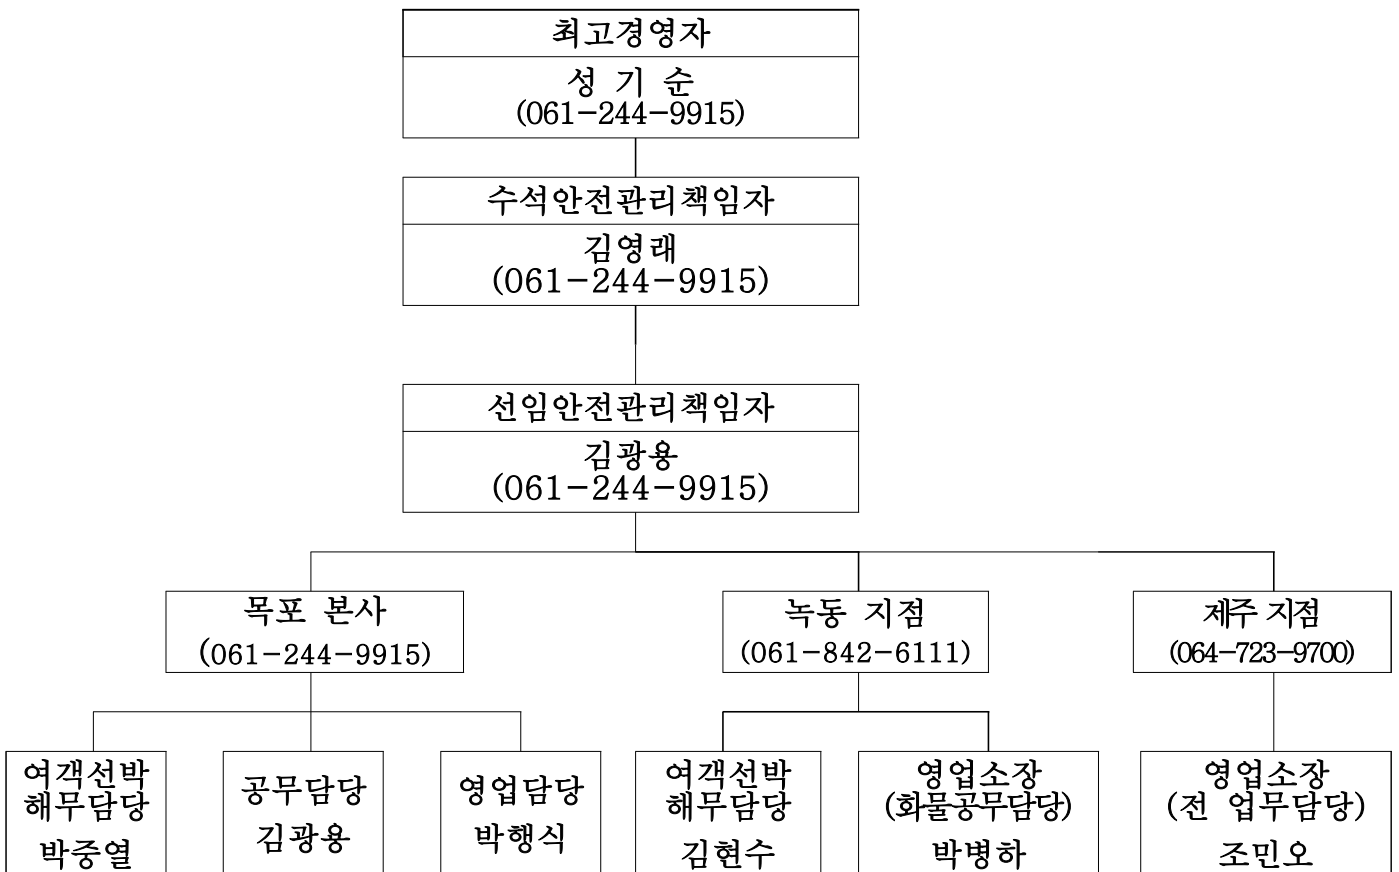 최고경영자
성 기 순
(061-244-9915)
수석안전관리책임자
김영래
(061-244-9915)
선임안전관리책임자
김광용
(061-244-9915)
목포 본사
(061-244-9915)
녹동 지점
(061-842-6111)
제주 지점
(064-723-9700)
여객선박
해무담당
박중열
공무담당
김광용
영업담당
박행식
여객선박
해무담당
김현수
영업소장
(화물공무담당)
박병하
영업소장
(전 업무담당)
조민오